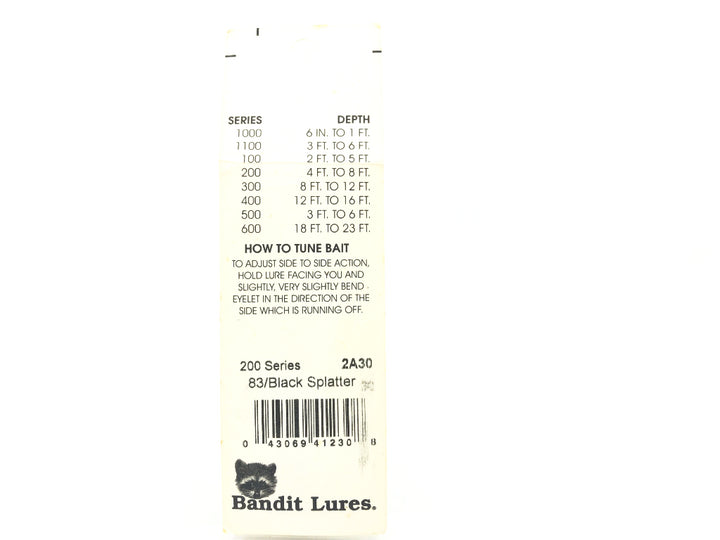 SERIES DEPTH
1000 6 IN. TO 1 FT.
1100 3 FT. TO 6 FT.
100 2 FT. TO 5 FT.
200 4 FT. TO 8 FT.
300 8 FT. TO 12 FT.
400 12 FT. TO 16 FT.
500 3 FT. TO 6 FT.
600 18 FT. TO 23 FT.
HOW TO TUNE BAIT
TO ADJUST SIDE TO SIDE ACTION,
HOLD LURE FACING YOU AND
SLIGHTLY, VERY SLIGHTLY BEND
EYELET IN THE DIRECTION OF THE
SIDE WHICH IS RUNNING OFF.
200 Series 2A30
83/Black Splatter
0 43069 41230 8
Bandit Lures.